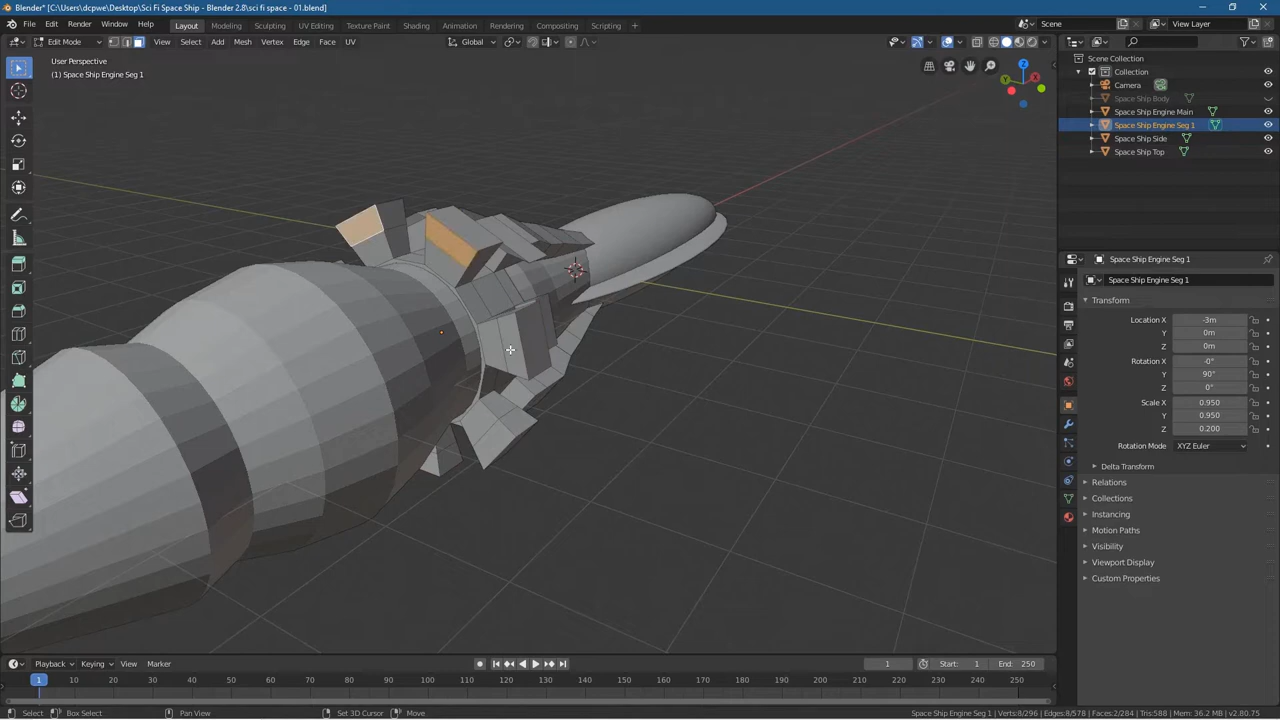 Blender* [C:\Users\dcpwe\Desktop\Sci Fi Space Ship - Blender 2.8\sci fi space - 01.blend]
File Edit Render Window Help Layout Modeling Sculpting UV Editing Texture Paint Shading Animation Rendering Compositing Scripting Scene View Layer
Edit Mode View Select Add Mesh Vertex Edge Face UV Global
User Perspective
(1) Space Ship Engine Seg 1
Z
X
Y
Scene Collection
Collection
Camera
Space Ship Body
Space Ship Engine Main
Space Ship Engine Seg 1
Space Ship Side
Space Ship Top
Space Ship Engine Seg 1
Space Ship Engine Seg 1
Transform
Location X -3m
Y 0m
Z 0m
Rotation X -0°
Y 90°
Z 0°
Scale X 0.950
Y 0.950
Z 0.200
Rotation Mode XYZ Euler
Delta Transform
Relations
Collections
Instancing
Motion Paths
Visibility
Viewport Display
Custom Properties
Playback Keying View Marker 1 Start: 1 End: 250
1 10 20 30 40 50 60 70 80 90 100 110 120 130 140 150 160 170 180 190 200 210 220 230 240 250
Select Box Select Pan View Set 3D Cursor Move Space Ship Engine Seg 1 | Verts:8/296 | Edges:8/578 | Faces:2/284 | Tris:588 | Mem: 36.2 MB | v2.80.75